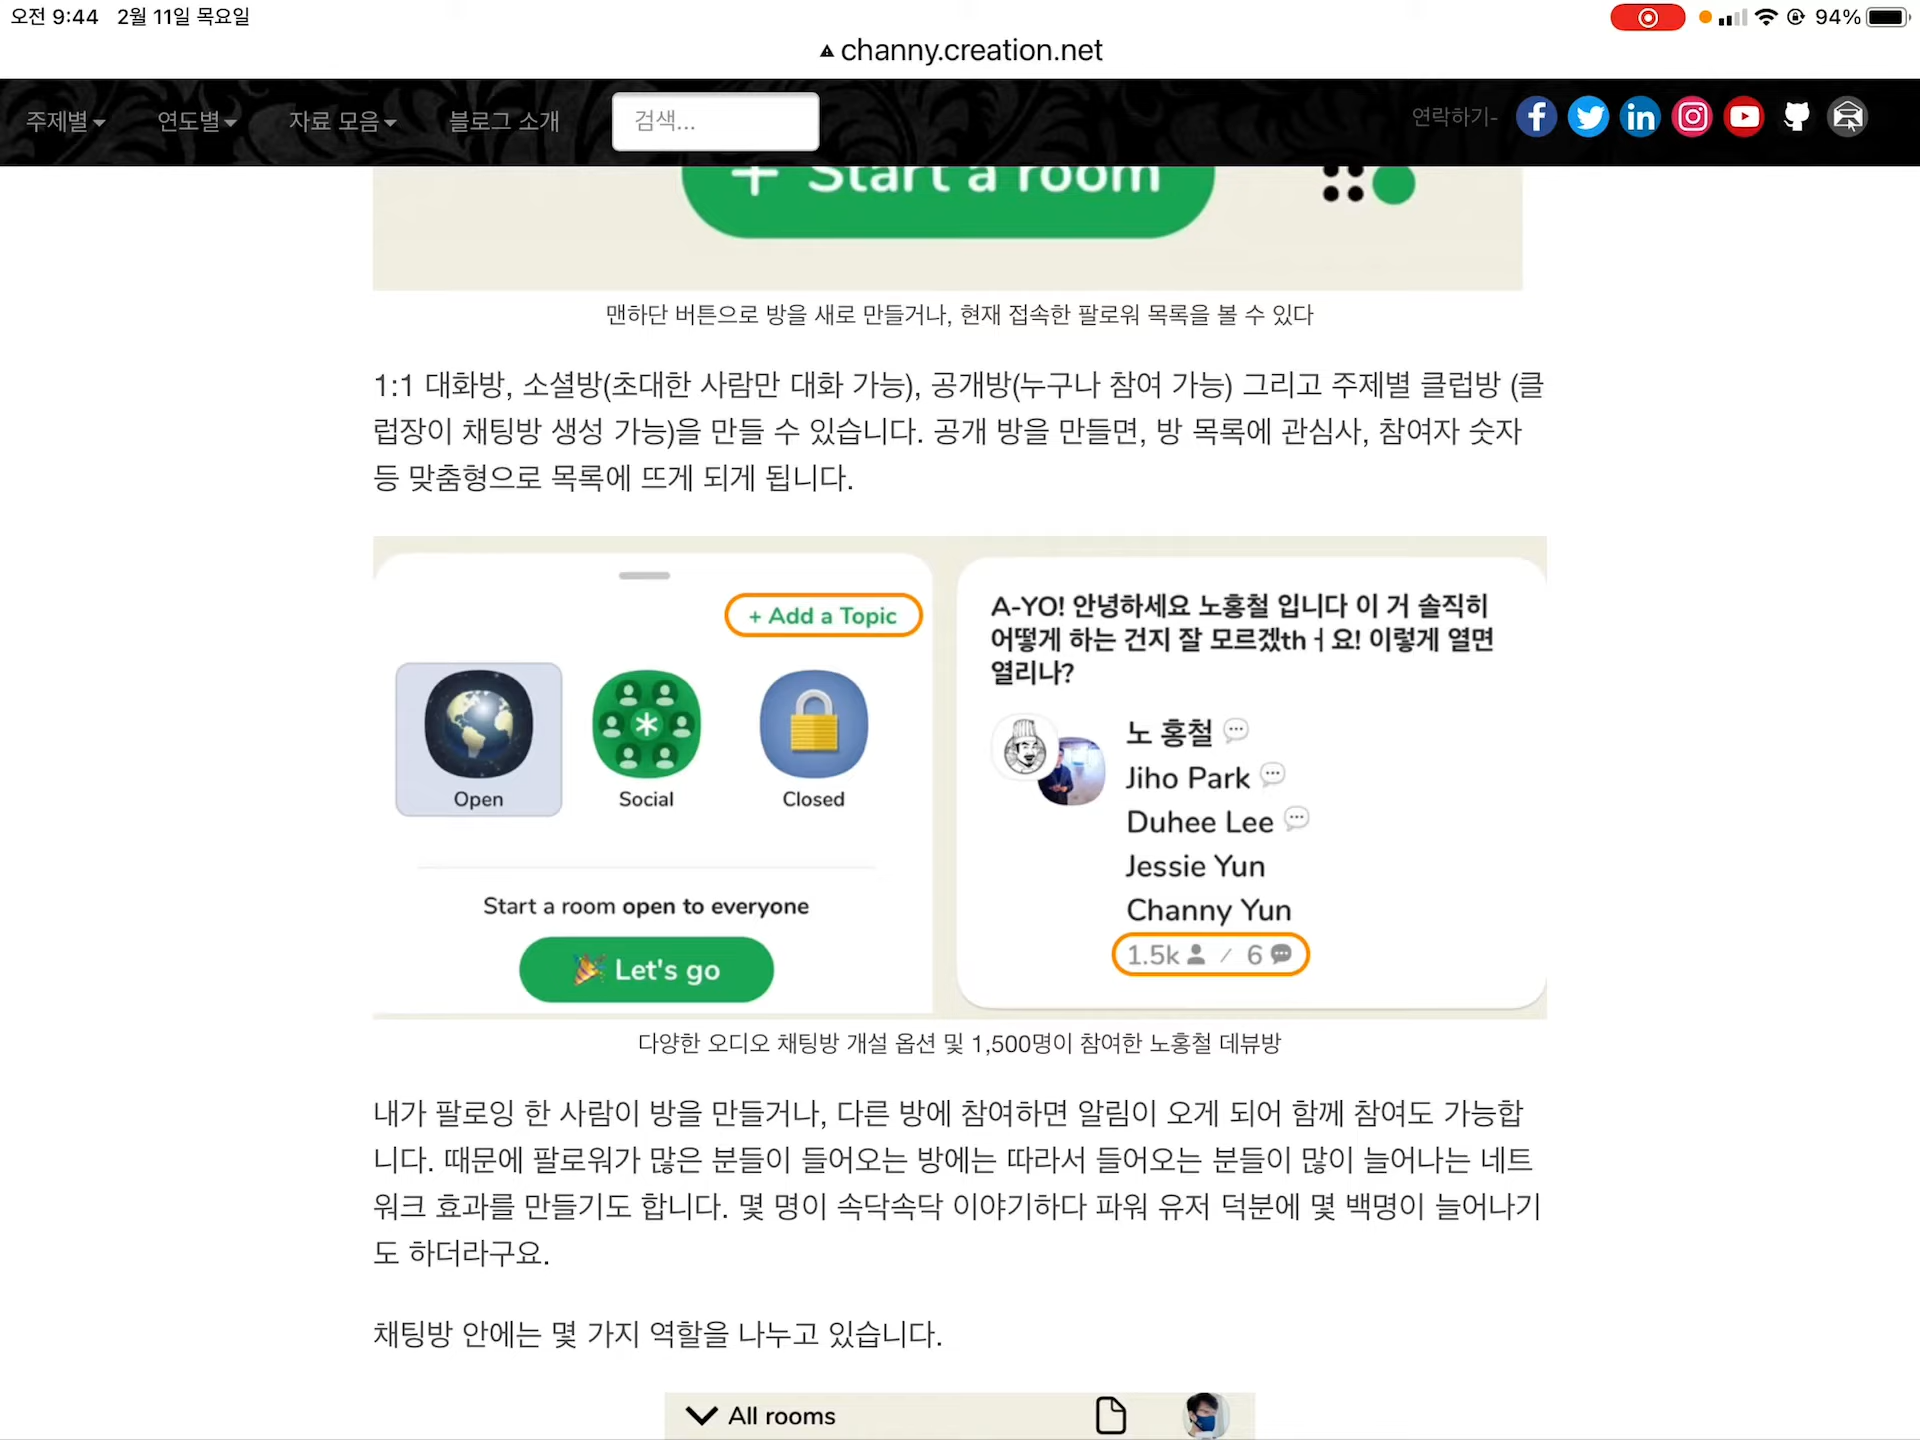 오전 9:44 2월 11일 목요일
94%
channy.creation.net
주제별 연도별 자료 모음 블로그 소개 검색... 연락하기-
+ Start a room
맨하단 버튼으로 방을 새로 만들거나, 현재 접속한 팔로워 목록을 볼 수 있다
1:1 대화방, 소셜방(초대한 사람만 대화 가능), 공개방(누구나 참여 가능) 그리고 주제별 클럽방 (클
럽장이 채팅방 생성 가능)을 만들 수 있습니다. 공개 방을 만들면, 방 목록에 관심사, 참여자 숫자
등 맞춤형으로 목록에 뜨게 되게 됩니다.
+ Add a Topic
Open Social Closed
Start a room open to everyone
Let's go
A-YO! 안녕하세요 노홍철 입니다 이 거 솔직히
어떻게 하는 건지 잘 모르겠thㅓ요! 이렇게 열면
열리나?
노 홍철
Jiho Park
Duhee Lee
Jessie Yun
Channy Yun
1.5k / 6
다양한 오디오 채팅방 개설 옵션 및 1,500명이 참여한 노홍철 데뷰방
내가 팔로잉 한 사람이 방을 만들거나, 다른 방에 참여하면 알림이 오게 되어 함께 참여도 가능합
니다. 때문에 팔로워가 많은 분들이 들어오는 방에는 따라서 들어오는 분들이 많이 늘어나는 네트
워크 효과를 만들기도 합니다. 몇 명이 속닥속닥 이야기하다 파워 유저 덕분에 몇 백명이 늘어나기
도 하더라구요.
채팅방 안에는 몇 가지 역할을 나누고 있습니다.
All rooms